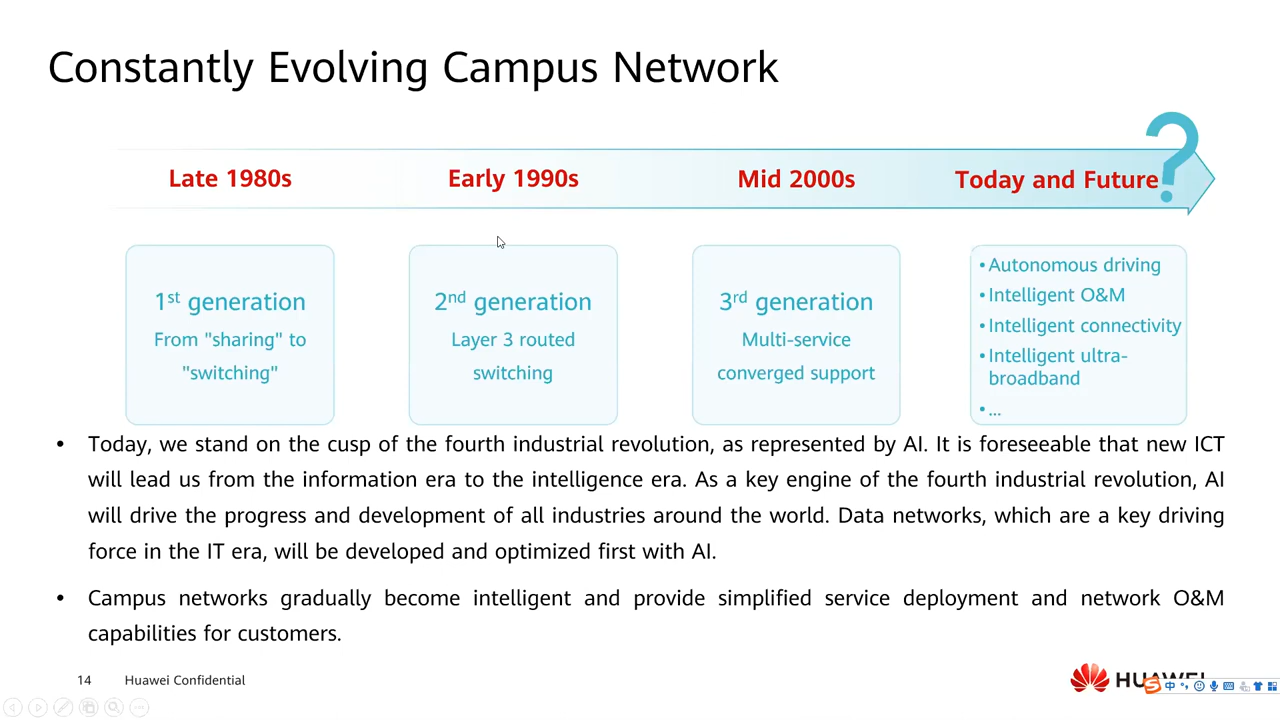 Constantly Evolving Campus Network
?
Late 1980s
Early 1990s
Mid 2000s
Today and Future
1st generation
From "sharing" to
"switching"
2nd generation
Layer 3 routed
switching
3rd generation
Multi-service
converged support
• Autonomous driving
• Intelligent O&M
• Intelligent connectivity
• Intelligent ultra-
broadband
• ...
• Today, we stand on the cusp of the fourth industrial revolution, as represented by AI. It is foreseeable that new ICT
will lead us from the information era to the intelligence era. As a key engine of the fourth industrial revolution, AI
will drive the progress and development of all industries around the world. Data networks, which are a key driving
force in the IT era, will be developed and optimized first with AI.
• Campus networks gradually become intelligent and provide simplified service deployment and network O&M
capabilities for customers.
14
Huawei Confidential
HUAWEI
中